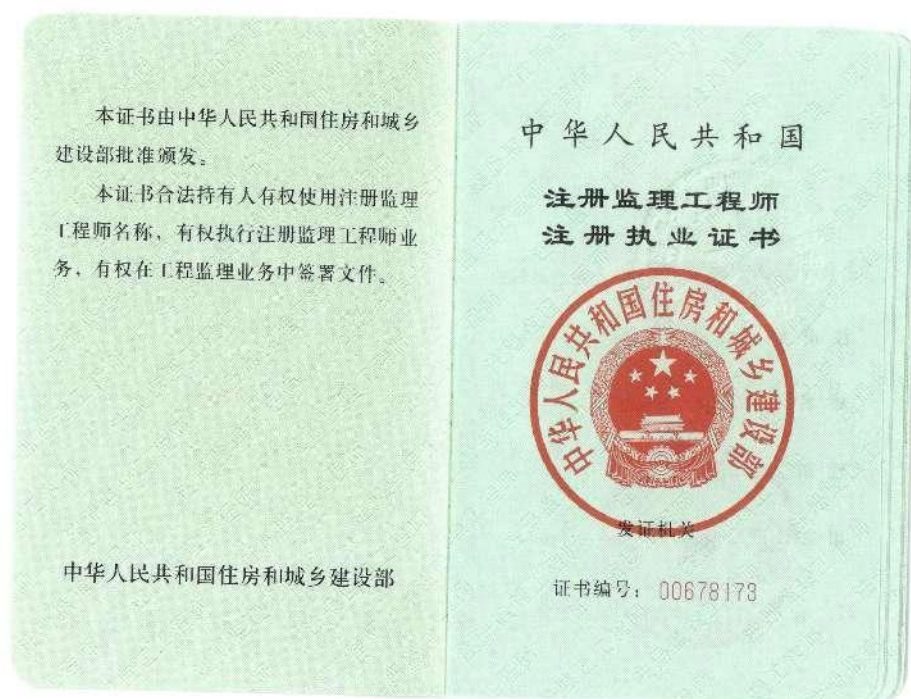 本证书由中华人民共和国住房和城乡
建设部批准颁发。
本证书合法持有人有权使用注册监理
工程师名称、有权执行注册监理工程师业
务、有权在工程监理业务中签署文件。
中华人民共和国住房和城乡建设部
中华人民共和国
注册监理工程师
注册执业证书
中华人民共和国住房和城乡建设部
发证机关
证书编号：00678173